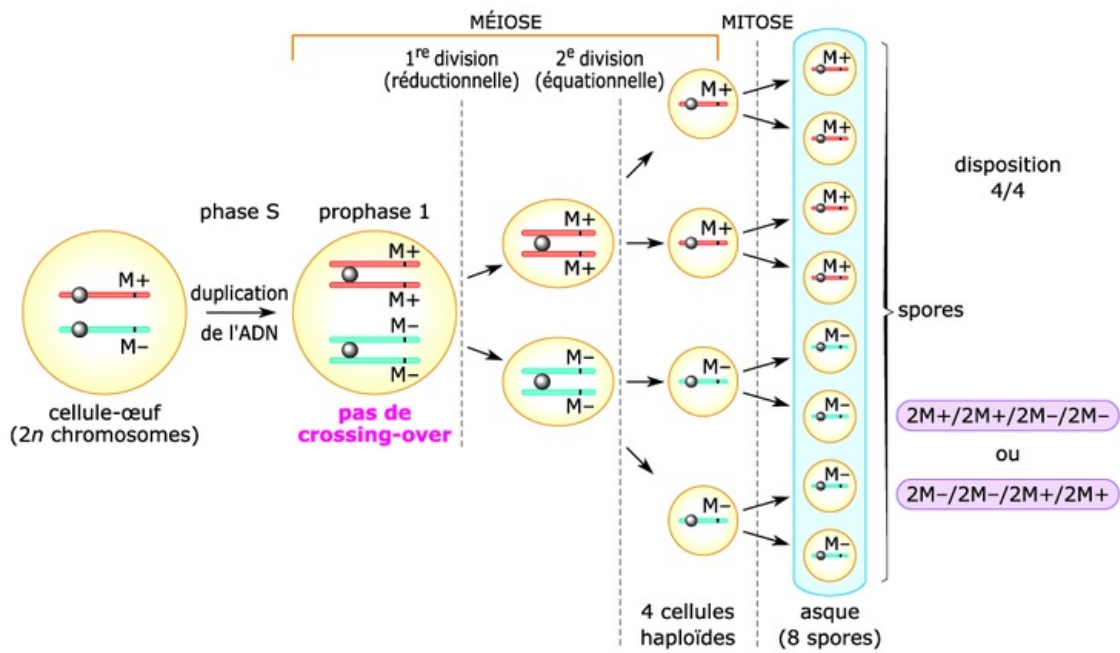 MÉIOSE
MITOSE
1re division
(réductionnelle)
2e division
(équationnelle)
phase S
prophase 1
duplication
de l'ADN
M+
M–
cellule-œuf
(2n chromosomes)
M+
M+
M–
M–
pas de
crossing-over
M+
M+
M–
M–
M+
M+
M–
M–
4 cellules
haploïdes
M+
M+
M+
M+
M–
M–
M–
M–
asque
(8 spores)
disposition
4/4
spores
2M+/2M+/2M–/2M–
ou
2M–/2M–/2M+/2M+